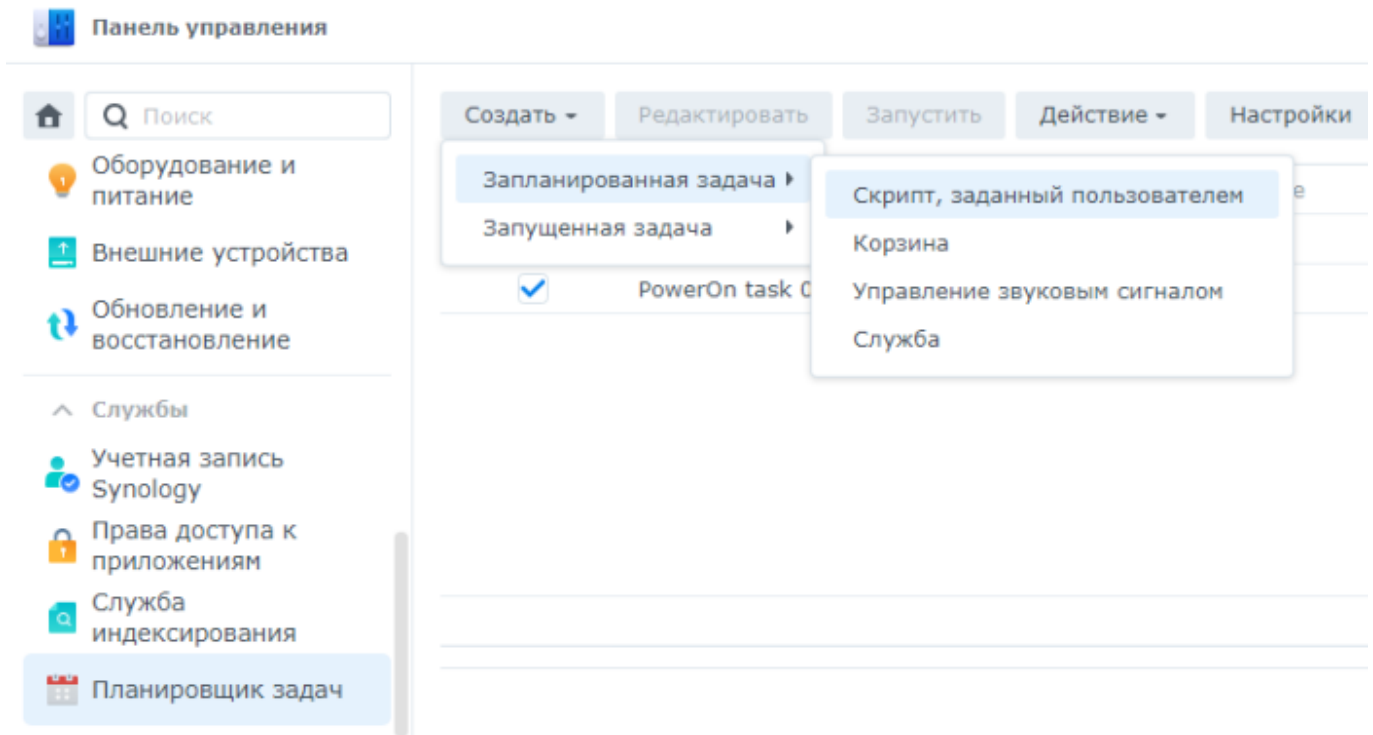 Панель управления
Поиск
Оборудование и
питание
Внешние устройства
Обновление и
восстановление
Службы
Учетная запись
Synology
Права доступа к
приложениям
Служба
индексирования
Планировщик задач
Создать
Редактировать
Запустить
Действие
Настройки
Запланированная задача
Запущенная задача
Скрипт, заданный пользователем
Корзина
Управление звуковым сигналом
Служба
PowerOn task